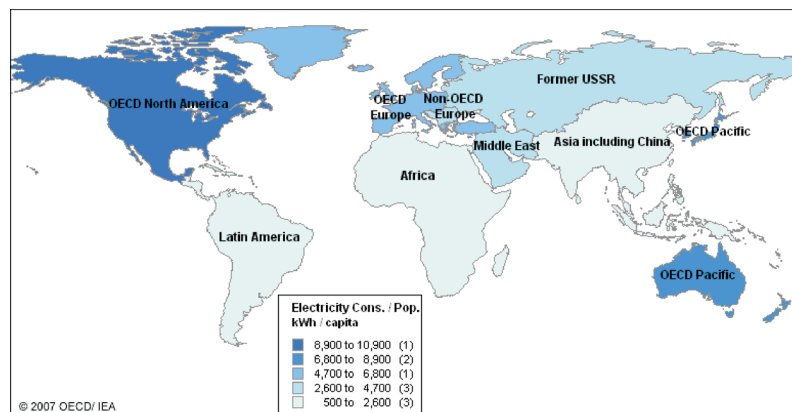 OECD North America
OECD
Europe
Non-OECD
Europe
Former USSR
Middle East
Asia including China
OECD Pacific
Africa
Latin America
OECD Pacific
Electricity Cons. / Pop.
kWh / capita
8,900 to 10,900 (1)
6,800 to 8,900 (2)
4,700 to 6,800 (1)
2,600 to 4,700 (3)
500 to 2,600 (3)
© 2007 OECD/ IEA